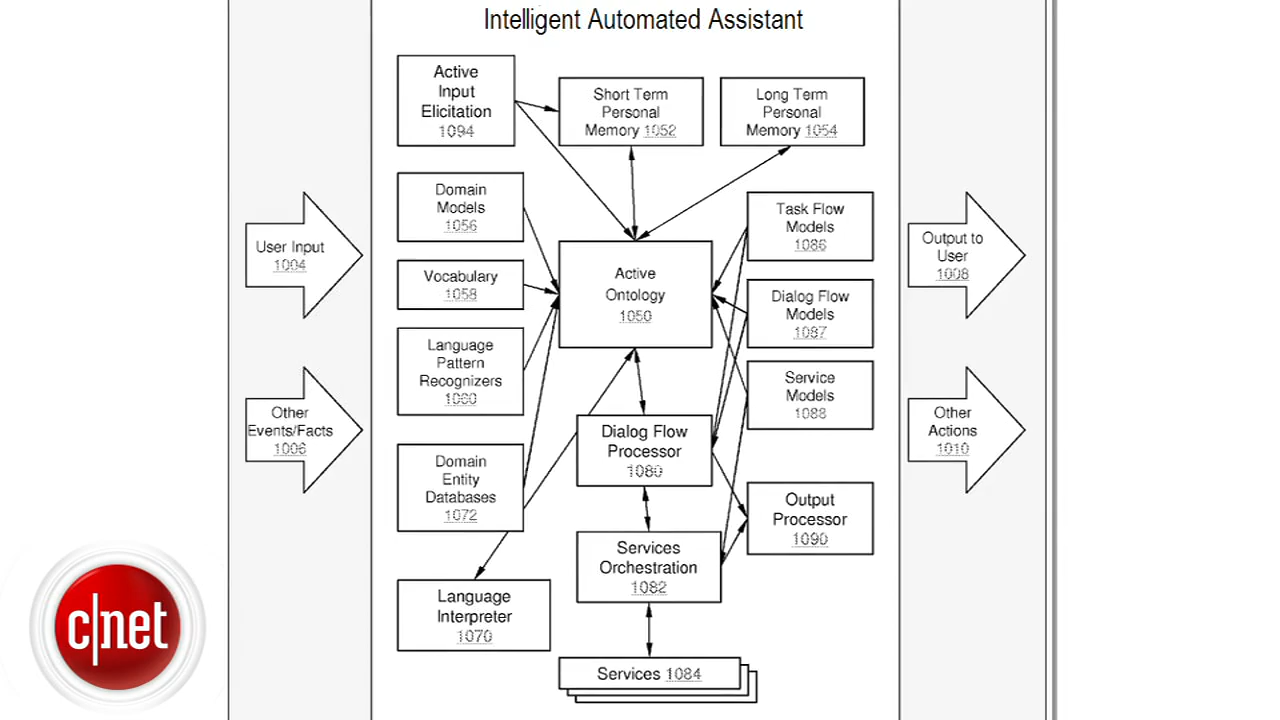 Intelligent Automated Assistant
Active
Input
Elicitation
1094
Short Term
Personal
Memory 1052
Long Term
Personal
Memory 1054
Domain
Models
1056
Task Flow
Models
1086
User Input
1004
Output to
User
1008
Vocabulary
1058
Active
Ontology
1050
Dialog Flow
Models
1087
Language
Pattern
Recognizers
1060
Service
Models
1088
Other
Events/Facts
1006
Other
Actions
1010
Dialog Flow
Processor
1080
Domain
Entity
Databases
1072
Output
Processor
1090
Services
Orchestration
1082
Language
Interpreter
1070
Services 1084
c|net